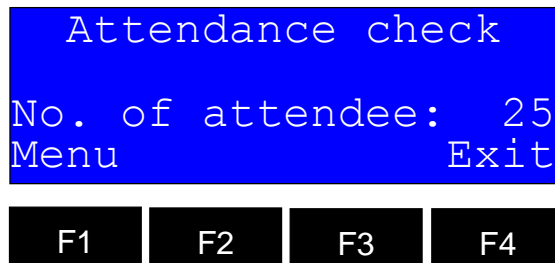 Attendance check
No. of attendee: 25
Menu Exit
F1 F2 F3 F4